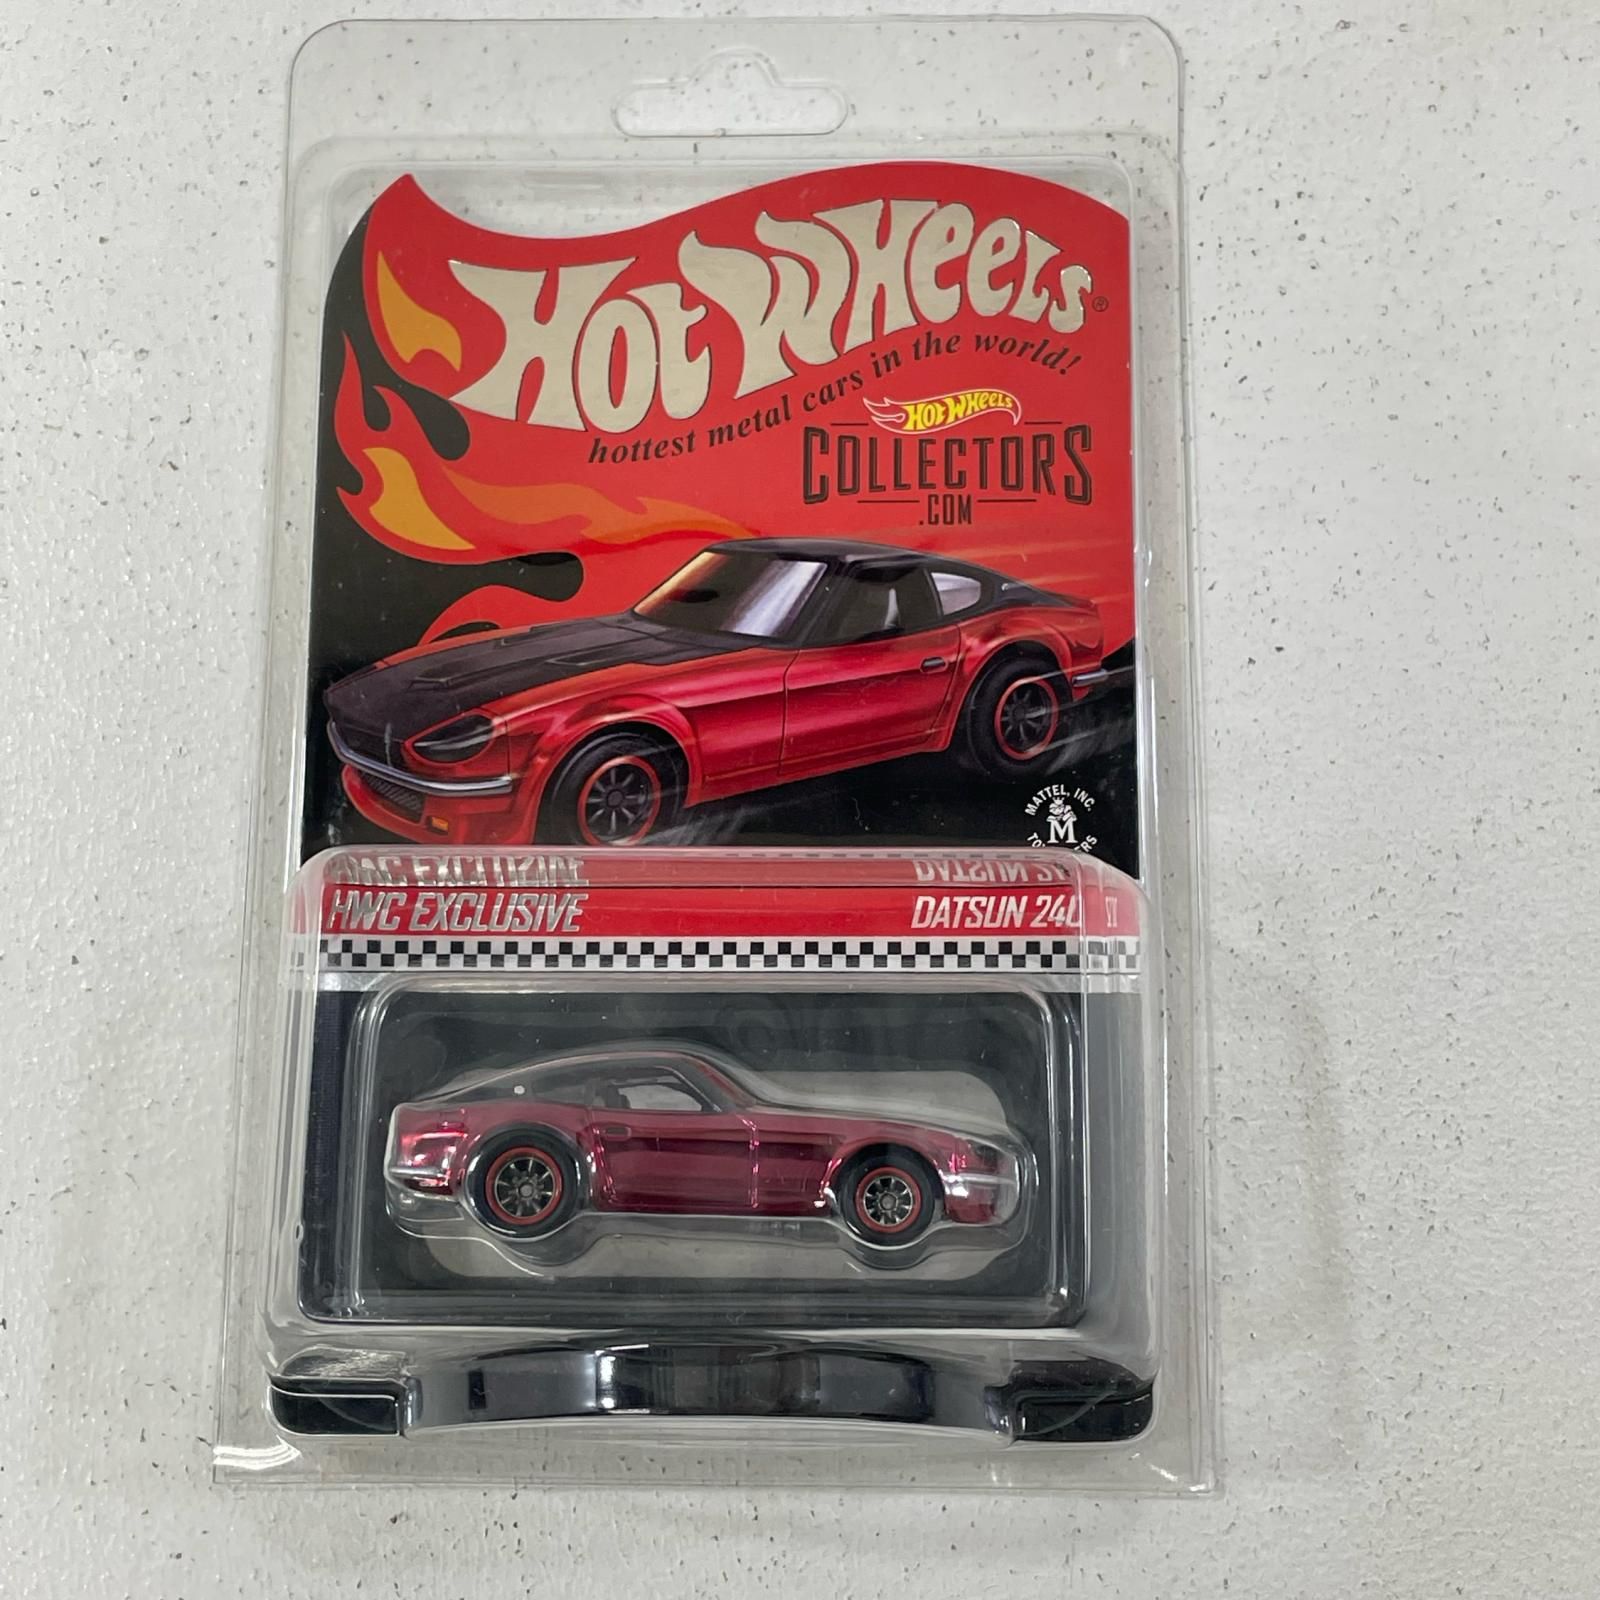 HOT WHEELS®
hottest metal cars in the world!
HOT WHEELS
COLLECTORS
.COM
MATTEL, INC.
M
HWC EXCLUSIVE
DATSUN 240